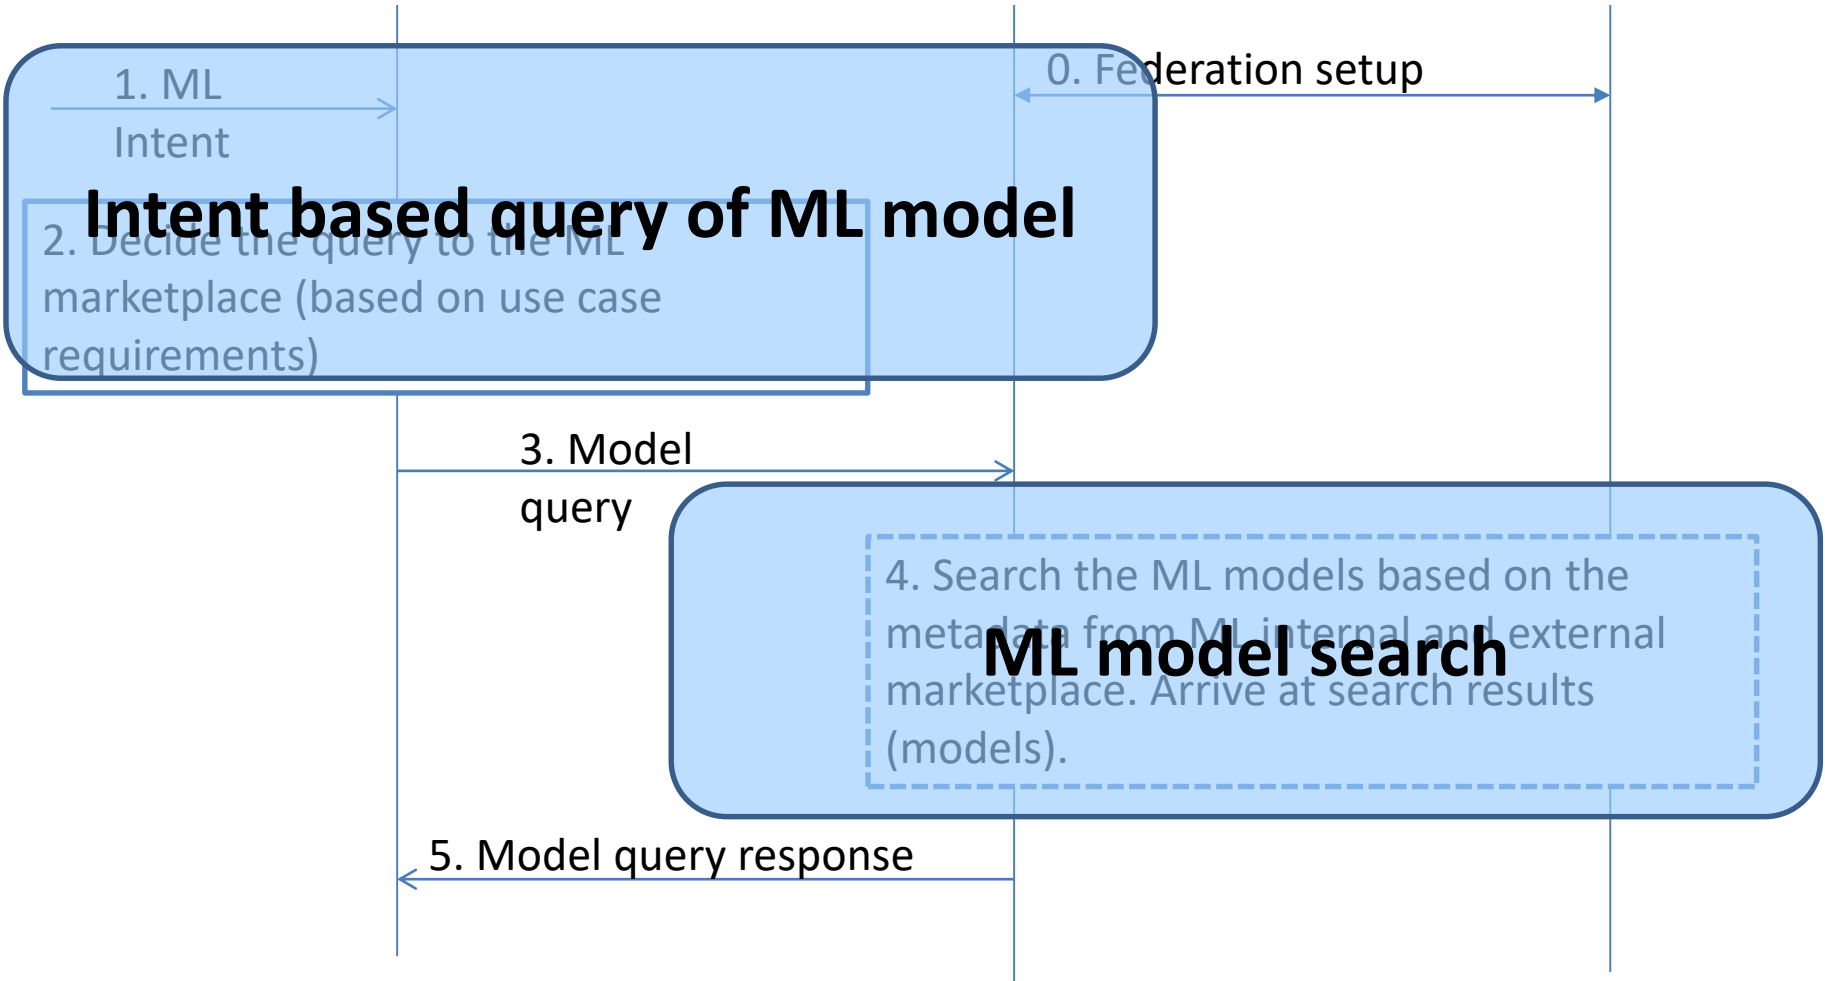 0. Federation setup
1. ML
Intent
Intent based query of ML model
2. Decide the query to the ML
marketplace (based on use case
requirements)
3. Model
query
4. Search the ML models based on the
metadata from ML internal and external
ML model search
marketplace. Arrive at search results
(models).
5. Model query response